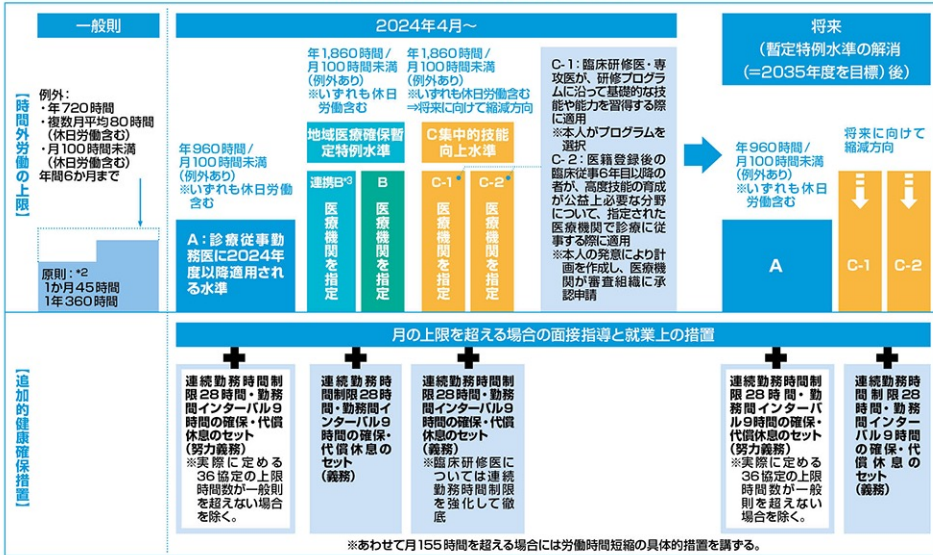 一般則
2024年4月～
将来
（暫定特例水準の解消
（=2035年度を目標）後）
【時間外労働の上限】
例外：
・年720時間
・複数月平均80時間
（休日労働含む）
・月100時間未満
（休日労働含む）
年間6か月まで
原則：*2
1か月45時間
1年360時間
年960時間/
月100時間未満
（例外あり）
※いずれも休日労働
含む
A：診療従事勤
務医に2024年
度以降適用され
る水準
年1,860時間/
月100時間未満
（例外あり）
※いずれも休日
労働含む
地域医療確保暫
定特例水準
連携B*3
医療機関を指定
B
医療機関を指定
年1,860時間/
月100時間未満
（例外あり）
※いずれも休日労働含む
⇒将来に向けて縮減方向
C集中的技能
向上水準
C-1
医療機関を指定
C-2
医療機関を指定
C-1：臨床研修医・専
攻医が、研修プログラ
ムに沿って基礎的な技
能や能力を習得する際
に適用
※本人がプログラムを
選択
C-2：医籍登録後の
臨床従事6年目以降の
者が、高度技能の育成
が公益上必要な分野
について、指定された
医療機関で診療に従
事する際に適用
※本人の発意により計
画を作成し、医療機関
が審査組織に承
認申請
年960時間/
月100時間未満
（例外あり）
※いずれも休日
労働含む
A
将来に向けて
縮減方向
C-1
C-2
【追加的健康確保措置】
月の上限を超える場合の面接指導と就業上の措置
連続勤務時間制
限28時間・勤務
間インターバル9
時間の確保・代償
休息のセット
（努力義務）
※実際に定める
36協定の上限
時間数が一般則
を超えない場合
を除く。
連続勤務時
間制限28時
間・勤務間イ
ンターバル9
時間の確保・
代償休息の
セット
（義務）
連続勤務時間制
限28時間・勤務
間インターバル9
時間の確保・代償
休息のセット
（義務）
※臨床研修医に
ついては連続
勤務時間制限
を強化して徹
底
連続勤務時間制
限28時間・勤
務間インターバ
ル9時間の確保・
代償休息のセット
（努力義務）
※実際に定める
36協定の上限
時間数が一般
則を超えない
場合を除く。
連続勤務時
間制限28
時間・勤務
間インター
バル9時間
の確保・代
償休息の
セット
（義務）
※あわせて月155時間を超える場合には労働時間短縮の具体的措置を講ずる。